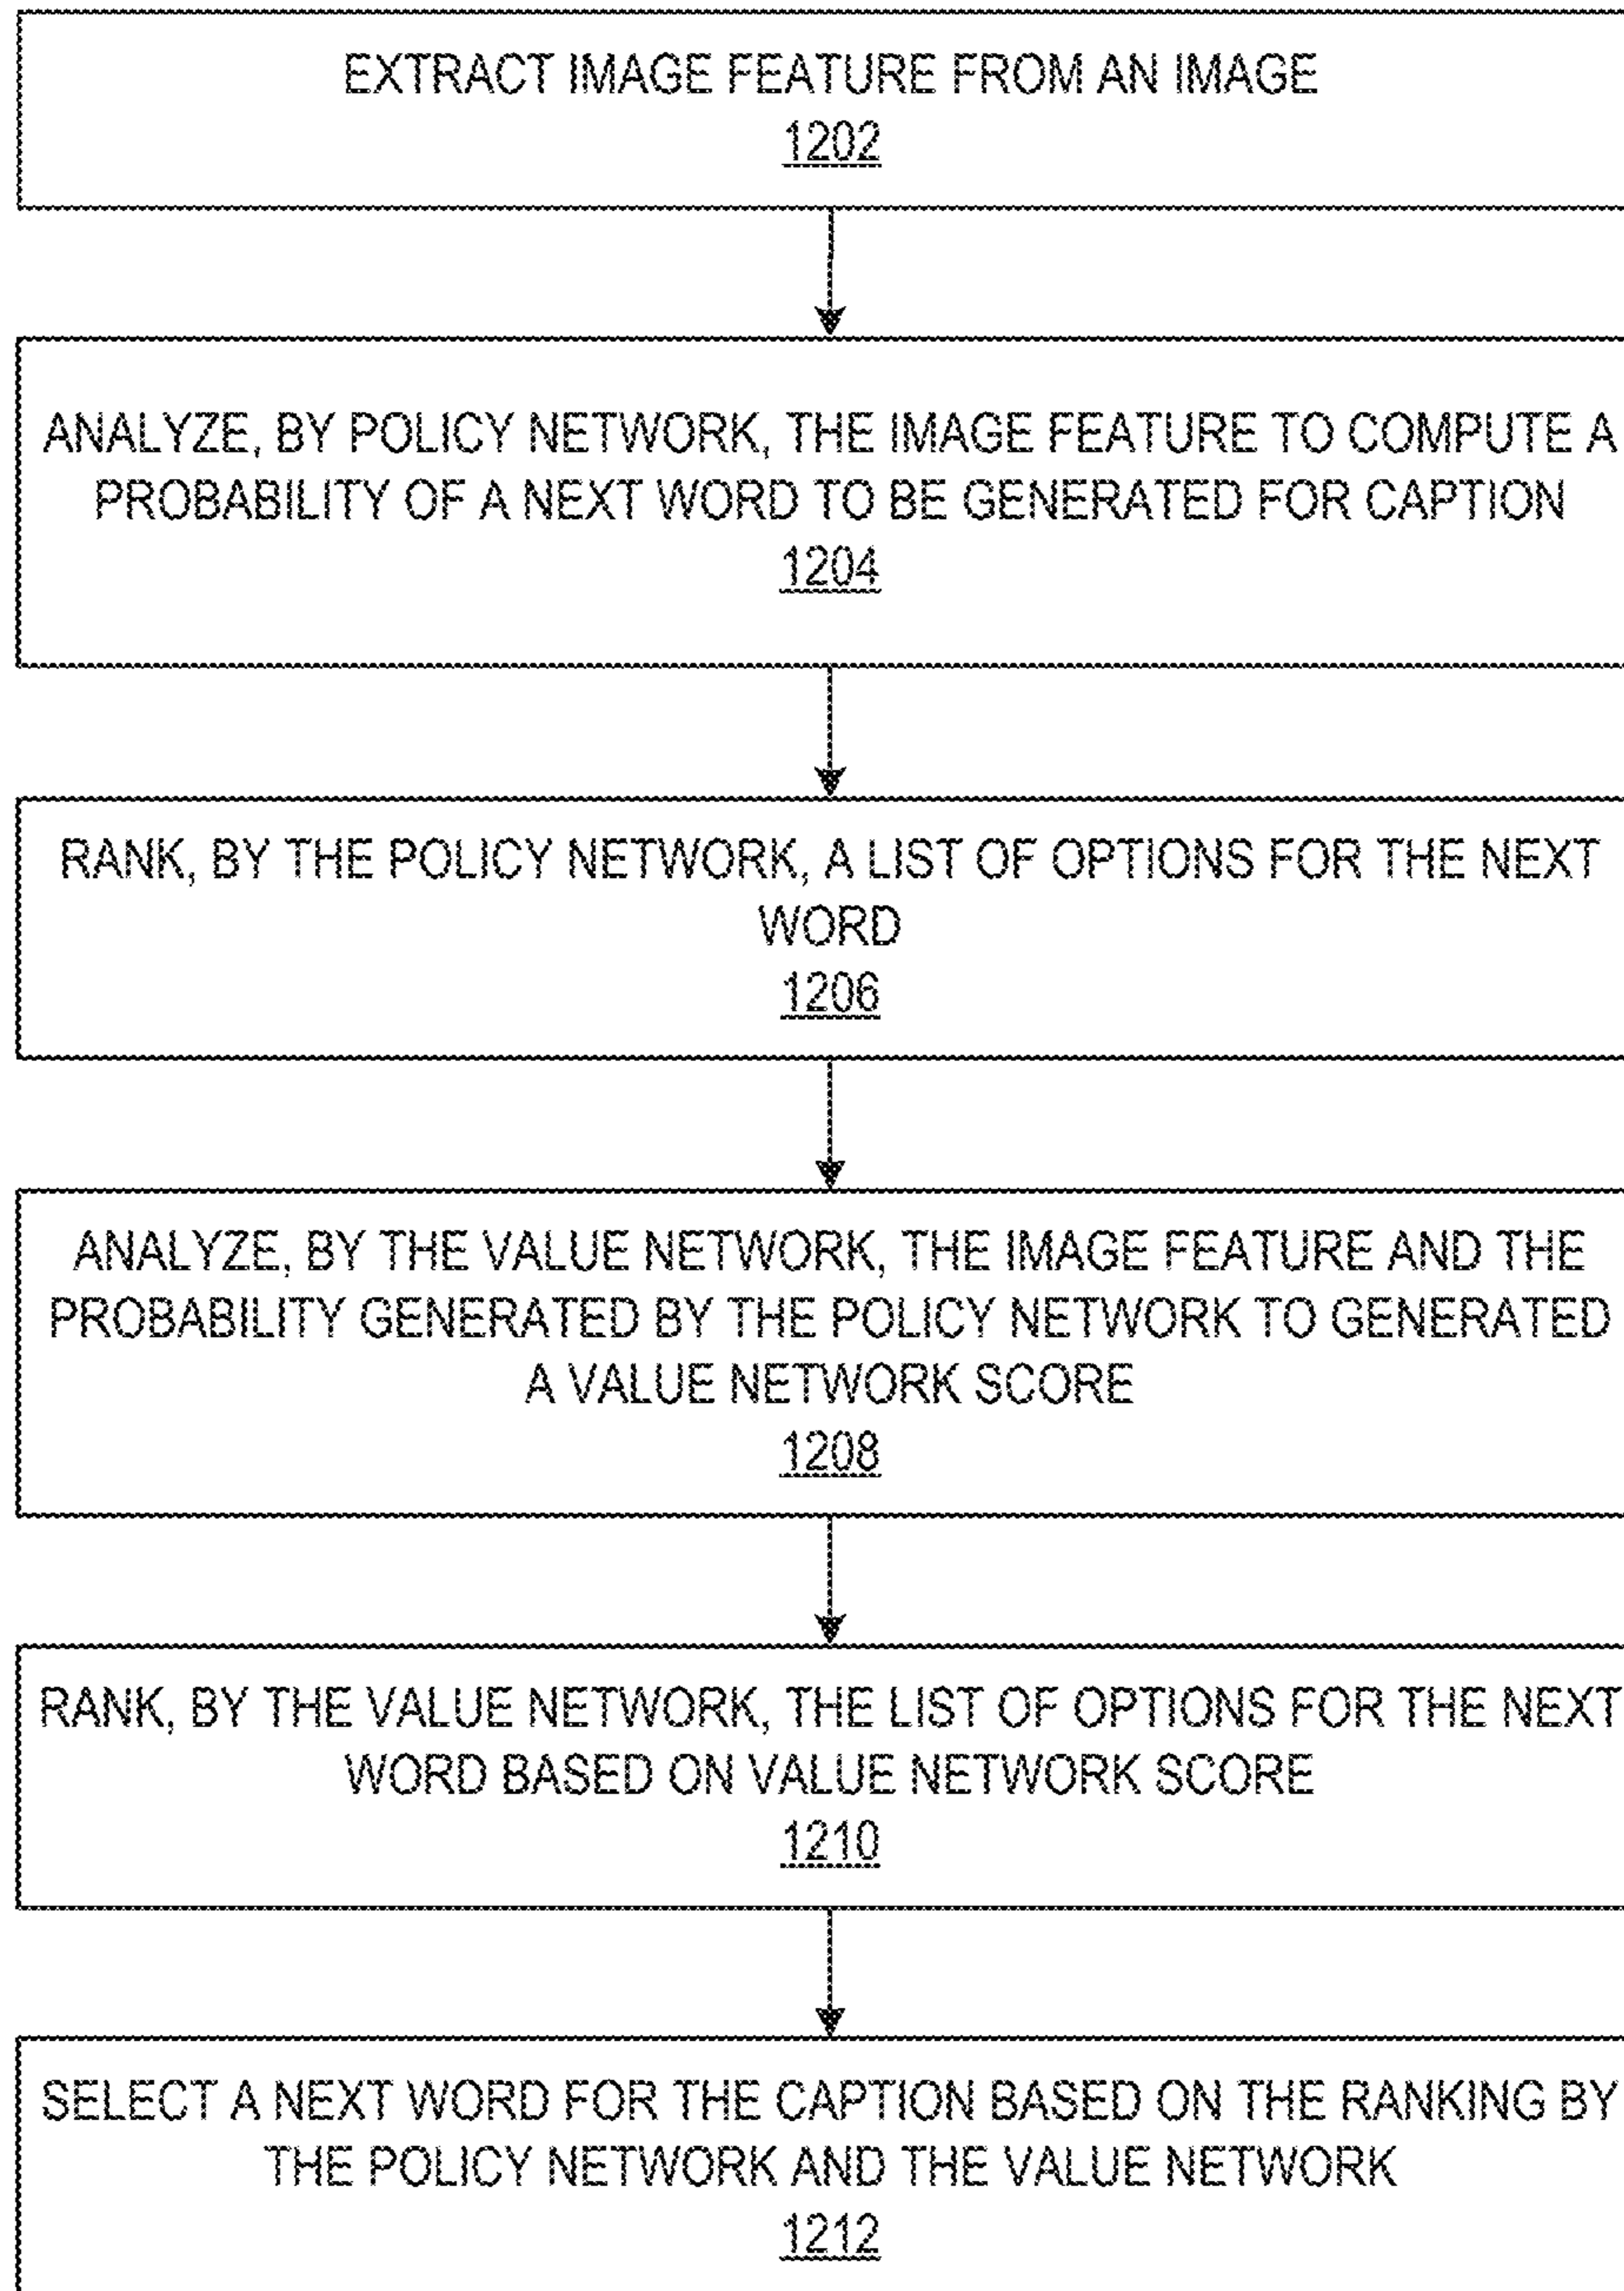 EXTRACT IMAGE FEATURE FROM AN IMAGE
1202
ANALYZE, BY POLICY NETWORK, THE IMAGE FEATURE TO COMPUTE A
PROBABILITY OF A NEXT WORD TO BE GENERATED FOR CAPTION
1204
RANK, BY THE POLICY NETWORK, A LIST OF OPTIONS FOR THE NEXT
WORD
1206
ANALYZE, BY THE VALUE NETWORK, THE IMAGE FEATURE AND THE
PROBABILITY GENERATED BY THE POLICY NETWORK TO GENERATED
A VALUE NETWORK SCORE
1208
RANK, BY THE VALUE NETWORK, THE LIST OF OPTIONS FOR THE NEXT
WORD BASED ON VALUE NETWORK SCORE
1210
SELECT A NEXT WORD FOR THE CAPTION BASED ON THE RANKING BY
THE POLICY NETWORK AND THE VALUE NETWORK
1212